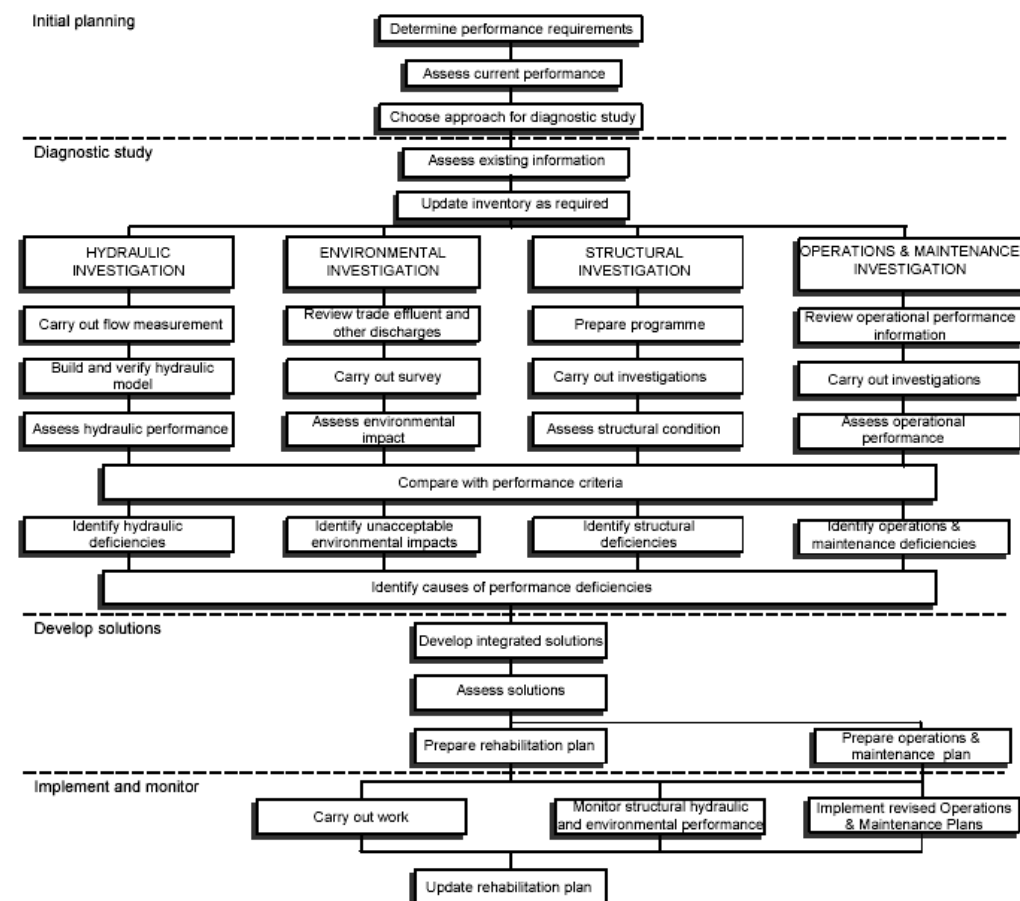 Initial planning
Determine performance requirements
Assess current performance
Choose approach for diagnostic study
Diagnostic study
Assess existing information
Update inventory as required
HYDRAULIC
INVESTIGATION
ENVIRONMENTAL
INVESTIGATION
STRUCTURAL
INVESTIGATION
OPERATIONS & MAINTENANCE
INVESTIGATION
Carry out flow measurement
Review trade effluent and
other discharges
Prepare programme
Review operational performance
information
Build and verify hydraulic
model
Carry out survey
Carry out investigations
Carry out investigations
Assess hydraulic performance
Assess environmental
impact
Assess structural condition
Assess operational
performance
Compare with performance criteria
Identify hydraulic
deficiencies
Identify unacceptable
environmental impacts
Identify structural
deficiencies
Identify operations &
maintenance deficiencies
Identify causes of performance deficiencies
Develop solutions
Develop integrated solutions
Assess solutions
Prepare rehabilitation plan
Prepare operations &
maintenance plan
Implement and monitor
Carry out work
Monitor structural hydraulic
and environmental performance
Implement revised Operations
& Maintenance Plans
Update rehabilitation plan